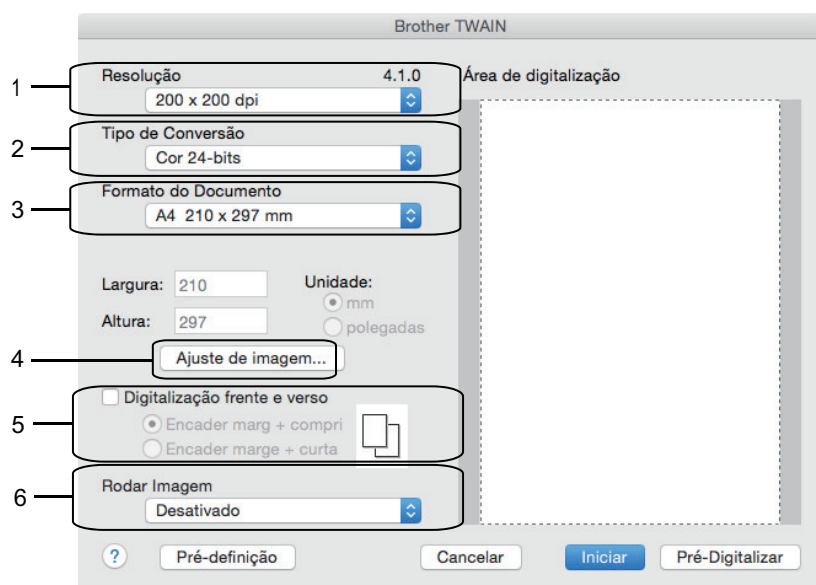 Brother TWAIN
1
Resolução 4.1.0
200 x 200 dpi
2
Tipo de Conversão
Cor 24-bits
3
Formato do Documento
A4 210 x 297 mm
Largura: 210
Altura: 297
Unidade:
mm
polegadas
4
Ajuste de imagem...
5
Digitalização frente e verso
Encader marg + compri
Encader marge + curta
6
Rodar Imagem
Desativado
Área de digitalização
?
Pré-definição
Cancelar
Iniciar
Pré-Digitalizar